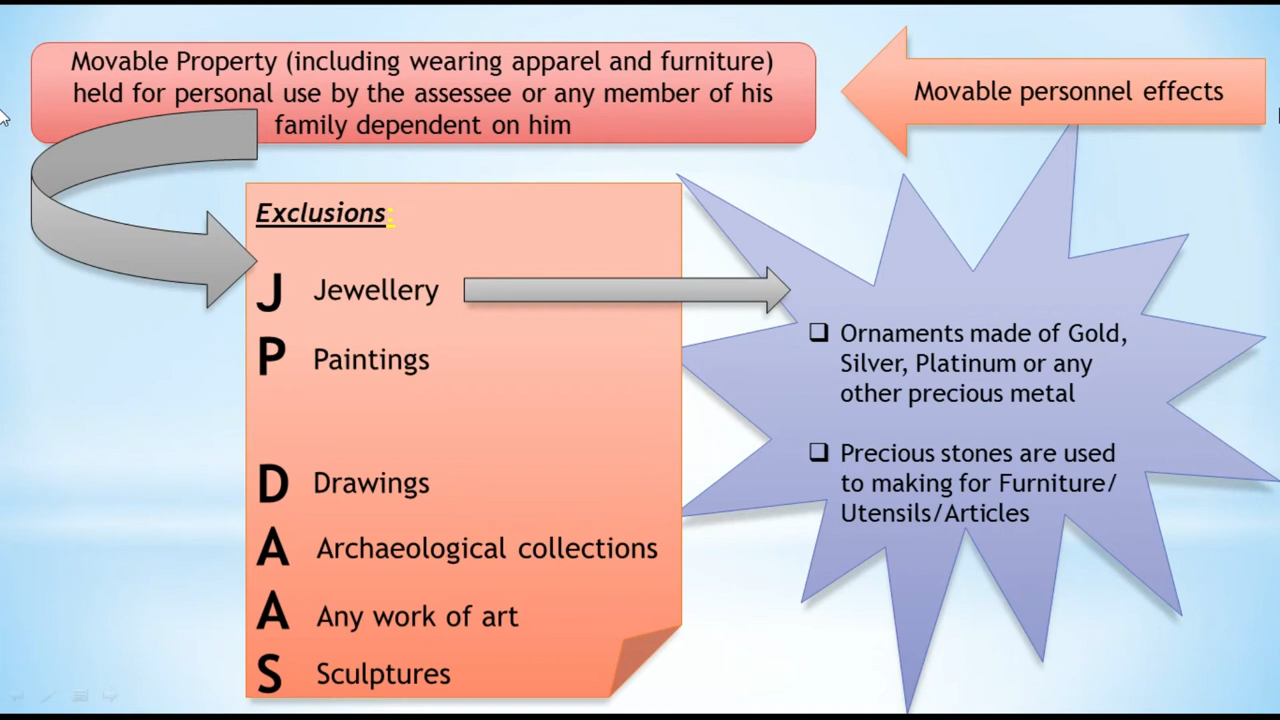 Movable Property (including wearing apparel and furniture)
held for personal use by the assessee or any member of his
family dependent on him
Movable personnel effects
Exclusions:
J Jewellery
P Paintings
D Drawings
A Archaeological collections
A Any work of art
S Sculptures
Ornaments made of Gold,
Silver, Platinum or any
other precious metal
Precious stones are used
to making for Furniture/
Utensils/Articles